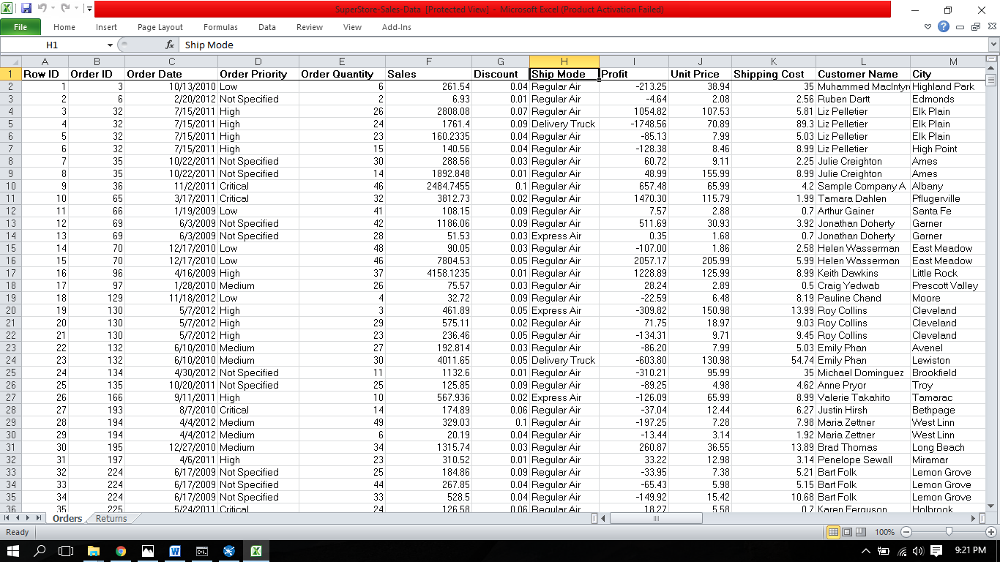 SuperStore-Sales-Data [Protected View] - Microsoft Excel (Product Activation Failed)
File Home Insert Page Layout Formulas Data Review View Add-Ins
H1 fx Ship Mode
A B C D E F G H I J K L M
1 Row ID Order ID Order Date Order Priority Order Quantity Sales Discount Ship Mode Profit Unit Price Shipping Cost Customer Name City
2 1 3 10/13/2010 Low 6 261.54 0.04 Regular Air -213.25 38.94 35 Muhammed MacIntyre Highland Park
3 2 6 2/20/2012 Not Specified 2 6.93 0.01 Regular Air -4.64 2.08 2.56 Ruben Dartt Edmonds
4 3 32 7/15/2011 High 26 2808.08 0.07 Regular Air 1054.82 107.53 5.81 Liz Pelletier Elk Plain
5 4 32 7/15/2011 High 24 1761.4 0.09 Delivery Truck -1748.56 70.89 89.3 Liz Pelletier Elk Plain
6 5 32 7/15/2011 High 23 160.2335 0.04 Regular Air -85.13 7.99 5.03 Liz Pelletier Elk Plain
7 6 32 7/15/2011 High 15 140.56 0.04 Regular Air -128.38 8.46 8.99 Liz Pelletier High Point
8 7 35 10/22/2011 Not Specified 30 288.56 0.03 Regular Air 60.72 9.11 2.25 Julie Creighton Ames
9 8 35 10/22/2011 Not Specified 14 1892.848 0.01 Regular Air 48.99 155.99 8.99 Julie Creighton Ames
10 9 36 11/2/2011 Critical 46 2484.7455 0.1 Regular Air 657.48 65.99 4.2 Sample Company A Albany
11 10 65 3/17/2011 Critical 32 3812.73 0.02 Regular Air 1470.30 115.79 1.99 Tamara Dahlen Pflugerville
12 11 66 1/19/2009 Low 41 108.15 0.09 Regular Air 7.57 2.88 0.7 Arthur Gainer Santa Fe
13 12 69 6/3/2009 Not Specified 42 1186.06 0.09 Regular Air 511.69 30.93 3.92 Jonathan Doherty Garner
14 13 69 6/3/2009 Not Specified 28 51.53 0.03 Express Air 0.35 1.68 0.7 Jonathan Doherty Garner
15 14 70 12/17/2010 Low 48 90.05 0.03 Regular Air -107.00 1.86 2.58 Helen Wasserman East Meadow
16 15 70 12/17/2010 Low 46 7804.53 0.05 Regular Air 2057.17 205.99 5.99 Helen Wasserman East Meadow
17 16 96 4/16/2009 High 37 4158.1235 0.01 Regular Air 1228.89 125.99 8.99 Keith Dawkins Little Rock
18 17 97 1/28/2010 Medium 26 75.57 0.03 Regular Air 28.24 2.89 0.5 Craig Yedwab Prescott Valley
19 18 129 11/18/2012 Low 4 32.72 0.09 Regular Air -22.59 6.48 8.19 Pauline Chand Moore
20 19 130 5/7/2012 High 3 461.89 0.05 Express Air -309.82 150.98 13.99 Roy Collins Cleveland
21 20 130 5/7/2012 High 29 575.11 0.02 Regular Air 71.75 18.97 9.03 Roy Collins Cleveland
22 21 130 5/7/2012 High 23 236.46 0.05 Regular Air -134.31 9.71 9.45 Roy Collins Cleveland
23 22 132 6/10/2010 Medium 27 192.814 0.03 Regular Air -86.20 7.99 5.03 Emily Phan Avenel
24 23 132 6/10/2010 Medium 30 4011.65 0.05 Delivery Truck -603.80 130.98 54.74 Emily Phan Lewiston
25 24 134 4/30/2012 Not Specified 11 1132.6 0.01 Regular Air -310.21 95.99 35 Michael Dominguez Brookfield
26 25 135 10/20/2011 Not Specified 25 125.85 0.09 Regular Air -89.25 4.98 4.62 Anne Pryor Troy
27 26 166 9/11/2011 High 10 567.936 0.02 Express Air -126.09 65.99 8.99 Valerie Takahito Tamarac
28 27 193 8/7/2010 Critical 14 174.89 0.06 Regular Air -37.04 12.44 6.27 Justin Hirsh Bethpage
29 28 194 4/4/2012 Medium 49 329.03 0.1 Regular Air -197.25 7.28 7.98 Maria Zettner West Linn
30 29 194 4/4/2012 Medium 6 20.19 0.04 Regular Air -13.44 3.14 1.92 Maria Zettner West Linn
31 30 195 12/27/2010 Medium 34 1315.74 0.03 Regular Air 260.87 36.55 13.89 Brad Thomas Long Beach
32 31 197 4/6/2011 High 23 310.52 0.01 Regular Air 33.22 12.98 3.14 Penelope Sewall Miramar
33 32 224 6/17/2009 Not Specified 25 184.86 0.09 Regular Air -33.95 7.38 5.21 Bart Folk Lemon Grove
34 33 224 6/17/2009 Not Specified 44 267.85 0.04 Regular Air -65.43 5.98 5.15 Bart Folk Lemon Grove
35 34 224 6/17/2009 Not Specified 33 528.5 0.04 Regular Air -149.92 15.42 10.68 Bart Folk Lemon Grove
36 35 225 5/24/2011 Critical 24 126.58 0.06 Regular Air 18.27 5.58 0.7 Karen Ferguson Holbrook
Orders Returns
Ready 100%
9:21 PM